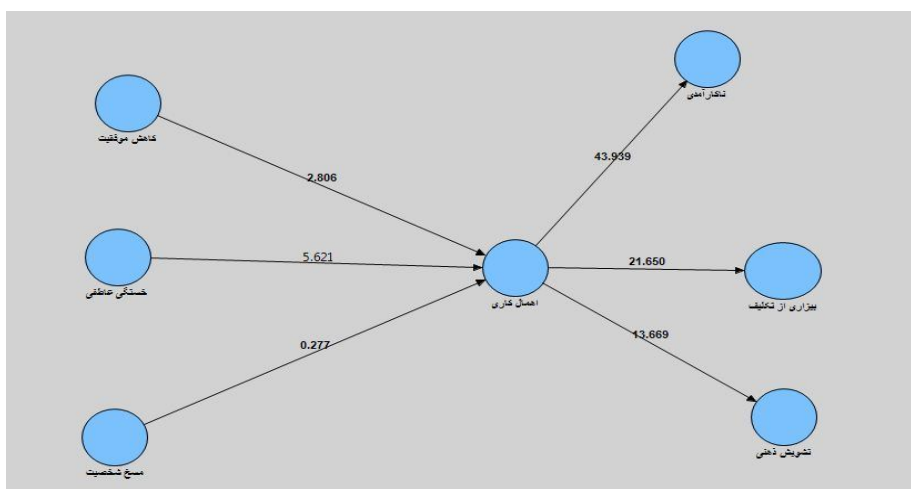 ناکارآمدی
کاهش موفقیت
43.939
2.806
خستگی عاطفی
5.621
اهمال کاری
21.650
بیزاری از تکالیف
0.277
13.669
مسخ شخصیت
تشویش ذهنی